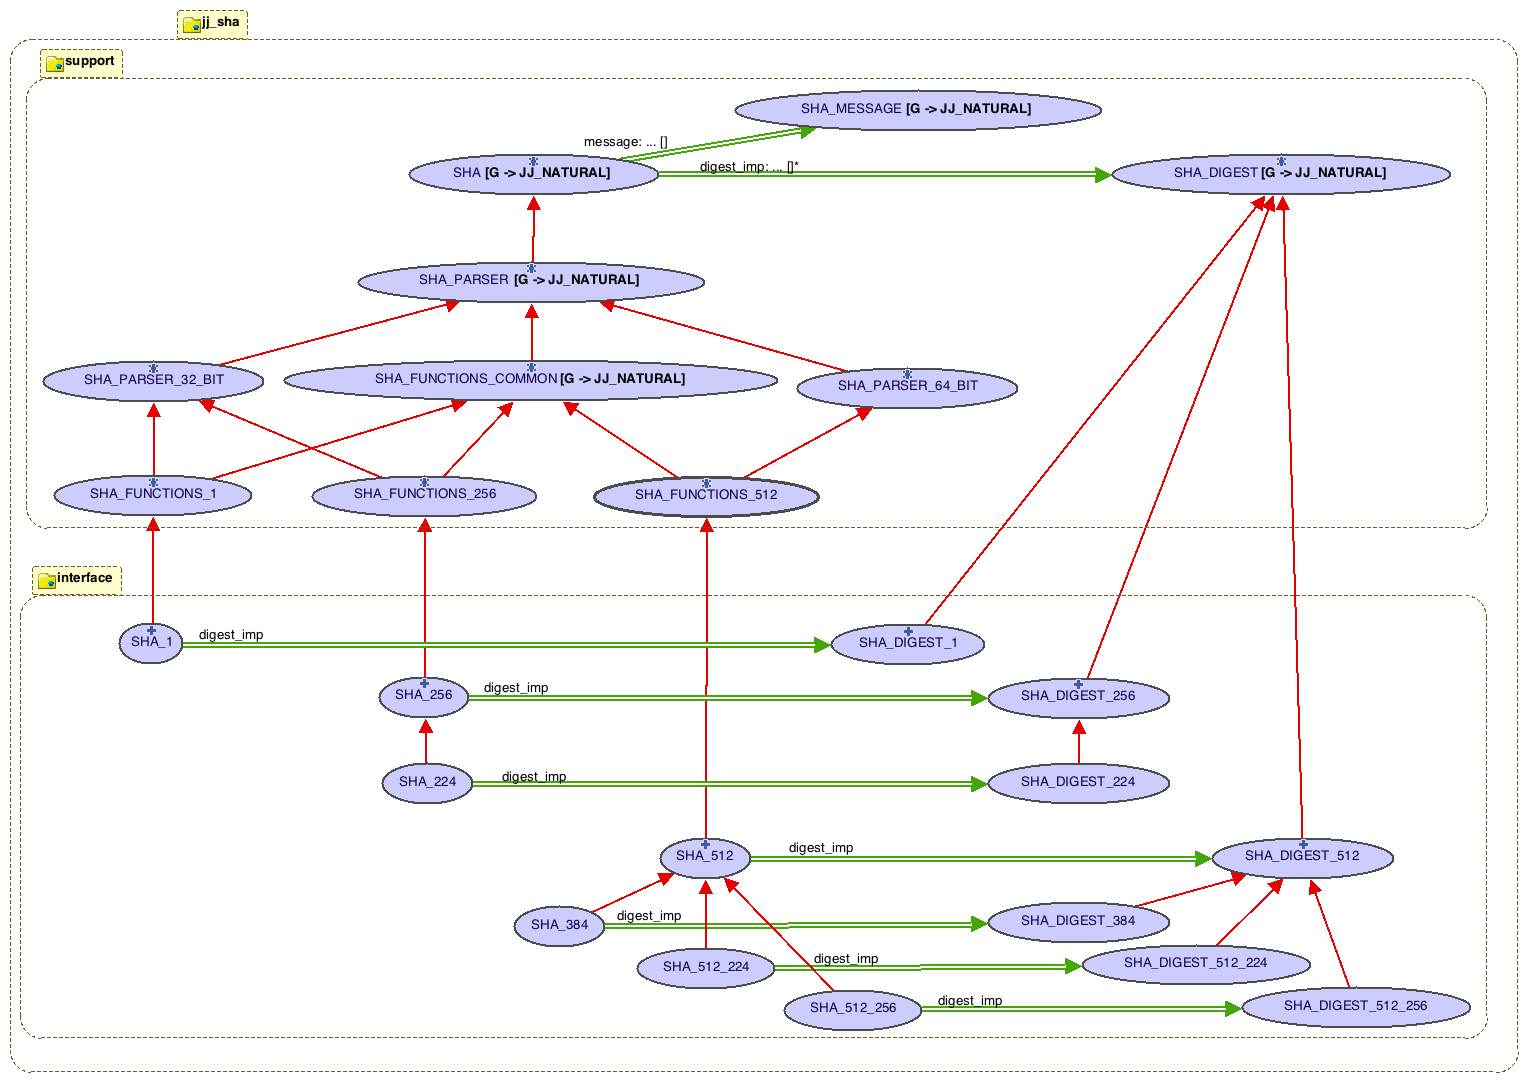 jj_sha
support
SHA_MESSAGE [G -> JJ_NATURAL]
message: ... []
SHA [G -> JJ_NATURAL]
digest_imp: ... []*
SHA_DIGEST [G -> JJ_NATURAL]
SHA_PARSER [G -> JJ_NATURAL]
SHA_PARSER_32_BIT
SHA_FUNCTIONS_COMMON [G -> JJ_NATURAL]
SHA_PARSER_64_BIT
SHA_FUNCTIONS_1
SHA_FUNCTIONS_256
SHA_FUNCTIONS_512
interface
SHA_1
digest_imp
SHA_DIGEST_1
SHA_256
digest_imp
SHA_DIGEST_256
SHA_224
digest_imp
SHA_DIGEST_224
SHA_512
digest_imp
SHA_DIGEST_512
SHA_384
digest_imp
SHA_DIGEST_384
SHA_512_224
digest_imp
SHA_DIGEST_512_224
SHA_512_256
digest_imp
SHA_DIGEST_512_256